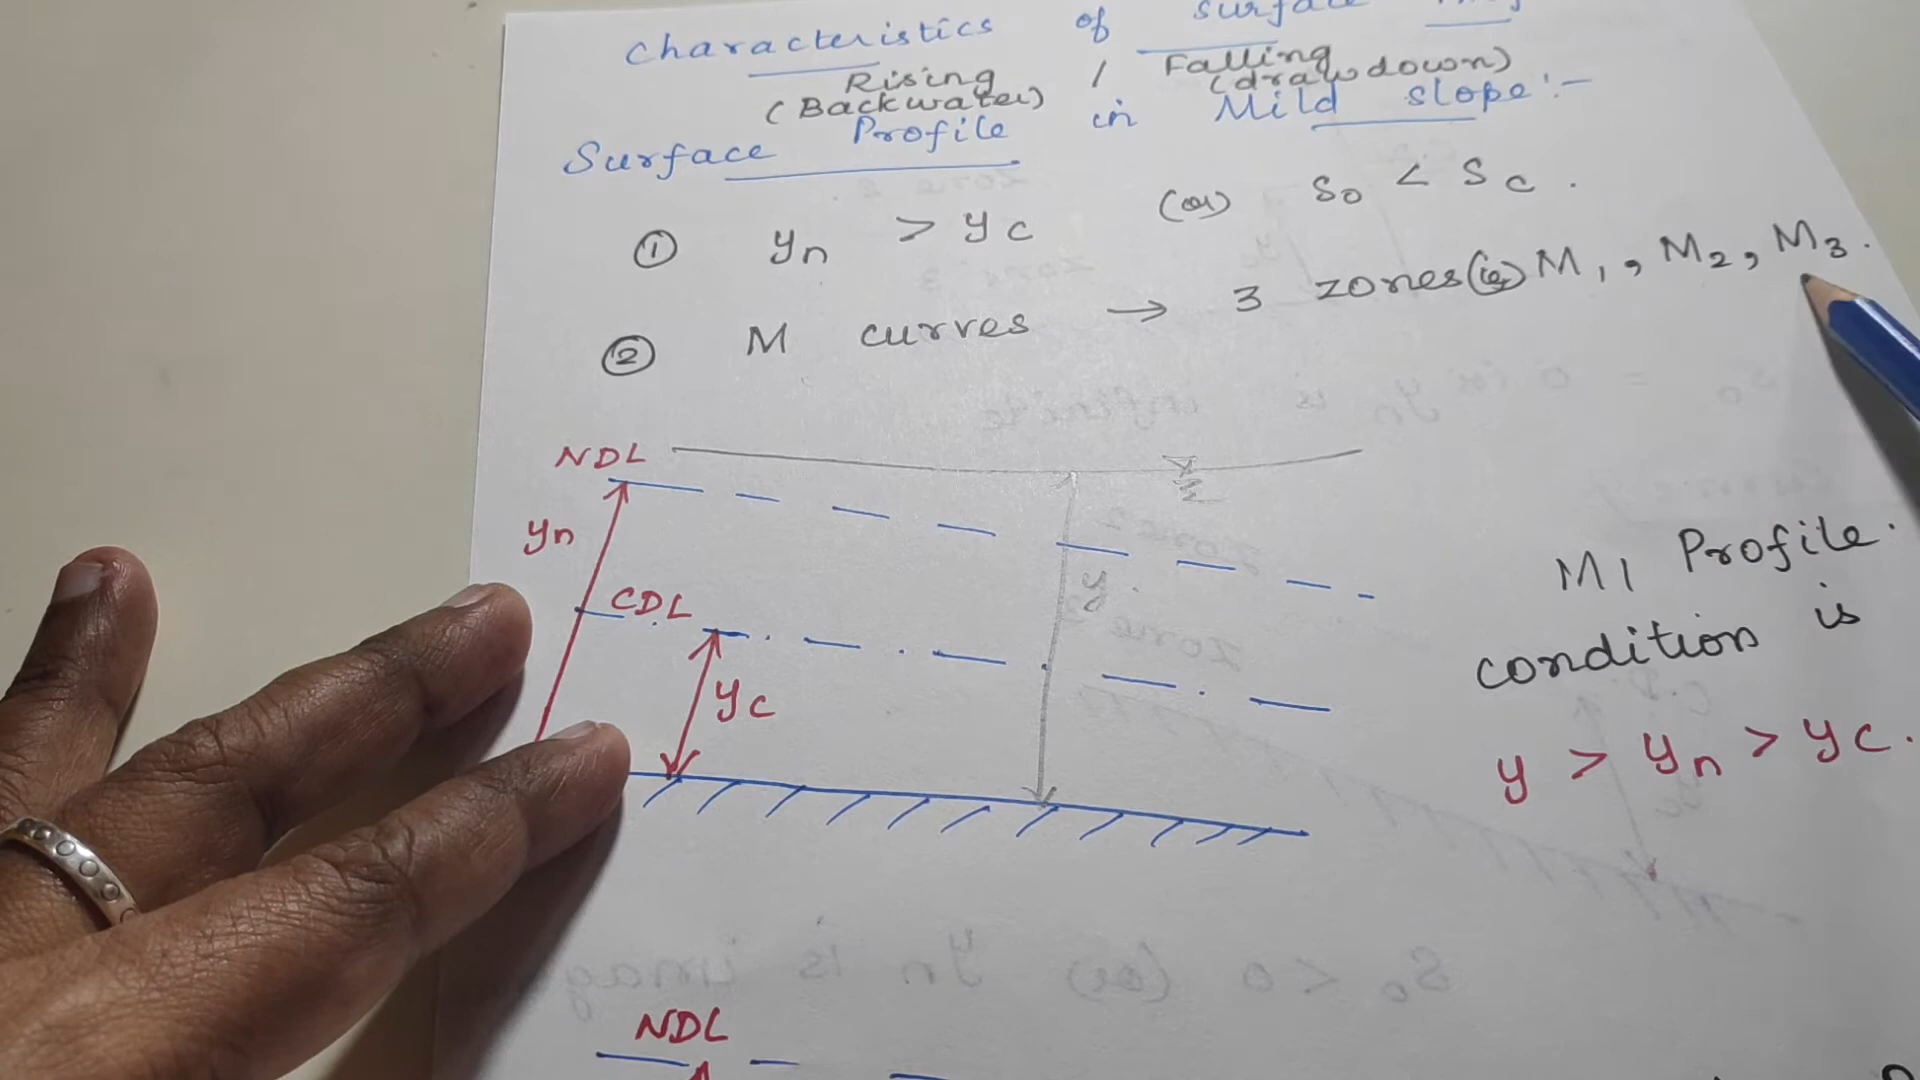 Characteristics of surface
Rising / Falling
(Backwater) (drawdown)
Surface Profile in Mild slope :-
① yn > yc (or) So < Sc .
② M curves → 3 zones (ie) M1 , M2 , M3 .
NDL
yn
CDL
yc
y
M1 Profile .
condition is
y > yn > yc .
NDL